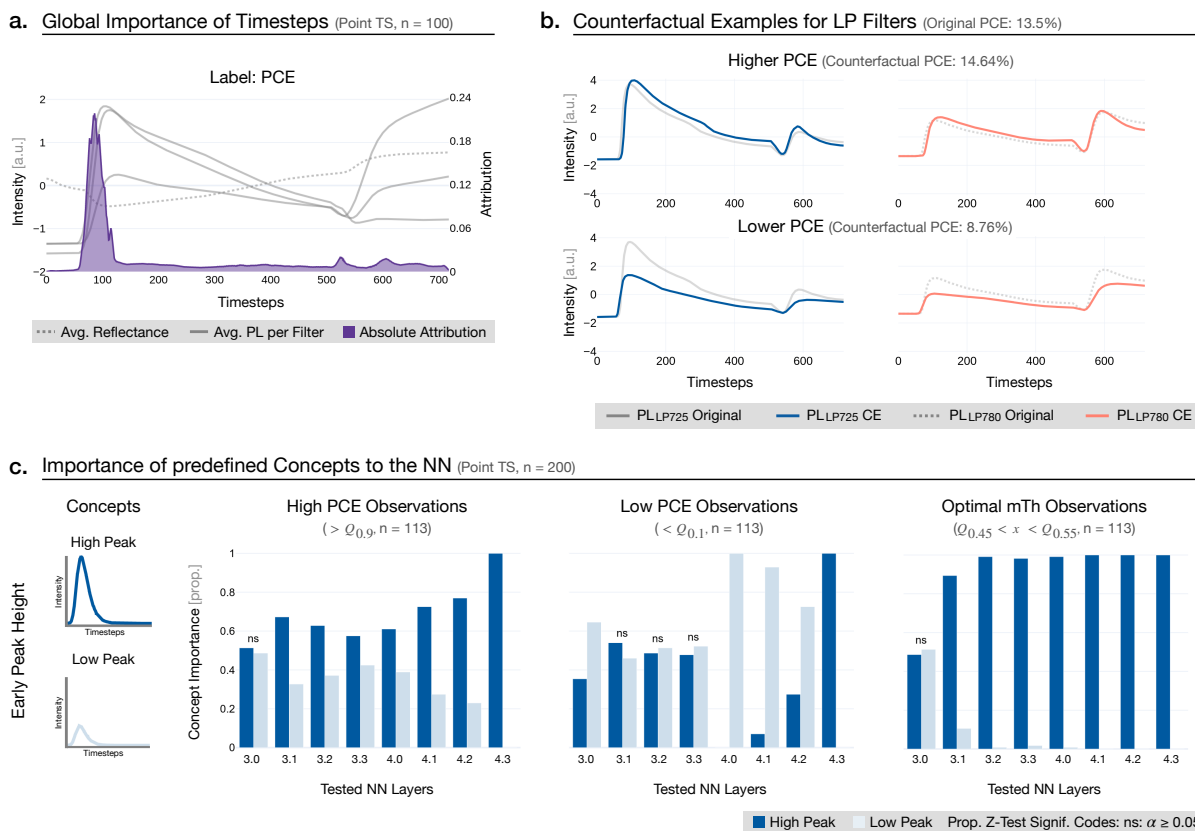 a. Global Importance of Timesteps (Point TS, n = 100)
Label: PCE
Intensity [a.u.]
2
1
0
−1
−2
0.24
0.18
0.12
0.06
0
Attribution
0 100 200 300 400 500 600 700
Timesteps
Avg. Reflectance Avg. PL per Filter Absolute Attribution
b. Counterfactual Examples for LP Filters (Original PCE: 13.5%)
Higher PCE (Counterfactual PCE: 14.64%)
Intensity [a.u.]
4
2
0
−2
−4
0 200 400 600
0 200 400 600
Lower PCE (Counterfactual PCE: 8.76%)
Intensity [a.u.]
4
2
0
−2
−4
0 200 400 600
0 200 400 600
Timesteps
Timesteps
PL LP725 Original PL LP725 CE PL LP780 Original PL LP780 CE
c. Importance of predefined Concepts to the NN (Point TS, n = 200)
Concepts
Early Peak Height
High Peak
Intensity
Timesteps
Low Peak
Intensity
Timesteps
High PCE Observations
( > Q0.9, n = 113)
Concept Importance [prop.]
1
0.8
0.6
0.4
0.2
0
ns
3.0 3.1 3.2 3.3 4.0 4.1 4.2 4.3
Tested NN Layers
Low PCE Observations
( < Q0.1, n = 113)
ns ns ns
3.0 3.1 3.2 3.3 4.0 4.1 4.2 4.3
Tested NN Layers
Optimal mTh Observations
(Q0.45 < x < Q0.55, n = 113)
ns
3.0 3.1 3.2 3.3 4.0 4.1 4.2 4.3
Tested NN Layers
High Peak Low Peak Prop. Z-Test Signif. Codes: ns: α ≥ 0.05